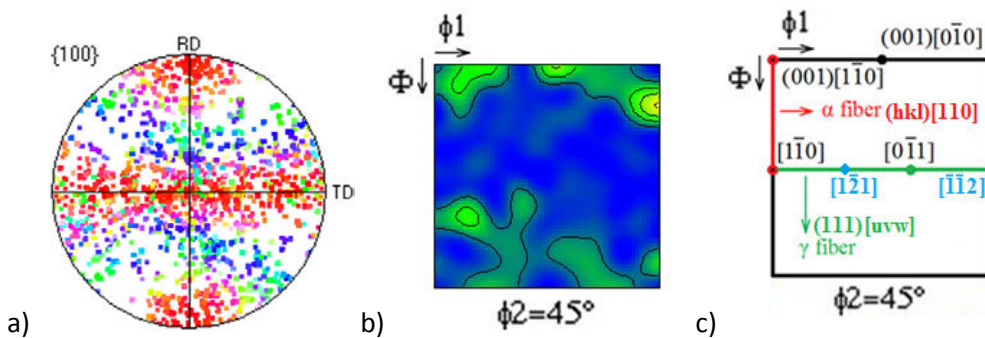 {100}
RD
TD
a)
ϕ1
Φ
ϕ2=45°
b)
ϕ1
Φ
(001)[01̅0]
(001)[11̅0]
α fiber (hkl)[110]
[11̅0]
[01̅1]
[12̅1]
[1̅1̅2]
(111)[uvw]
γ fiber
ϕ2=45°
c)